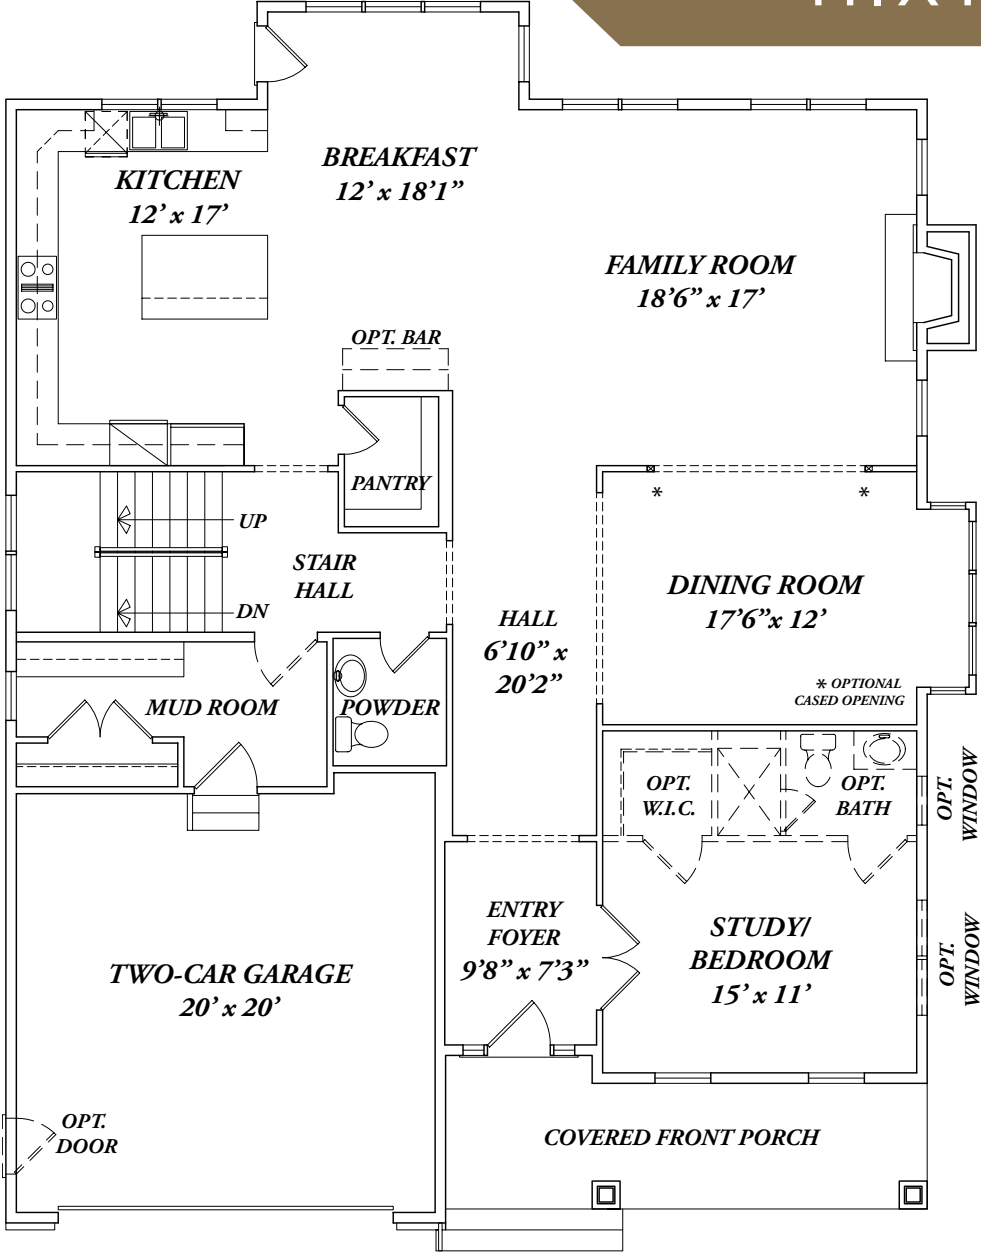 BREAKFAST
12’ x 18’1”
KITCHEN
12’ x 17’
FAMILY ROOM
18’6” x 17’
OPT. BAR
PANTRY
*
*
UP
STAIR
HALL
DN
DINING ROOM
17’6”x 12’
HALL
6’10” x
20’2”
* OPTIONAL
CASED OPENING
MUD ROOM
POWDER
OPT.
W.I.C.
OPT.
BATH
OPT.
WINDOW
ENTRY
FOYER
9’8” x 7’3”
STUDY/
BEDROOM
15’ x 11’
OPT.
WINDOW
TWO-CAR GARAGE
20’ x 20’
OPT.
DOOR
COVERED FRONT PORCH